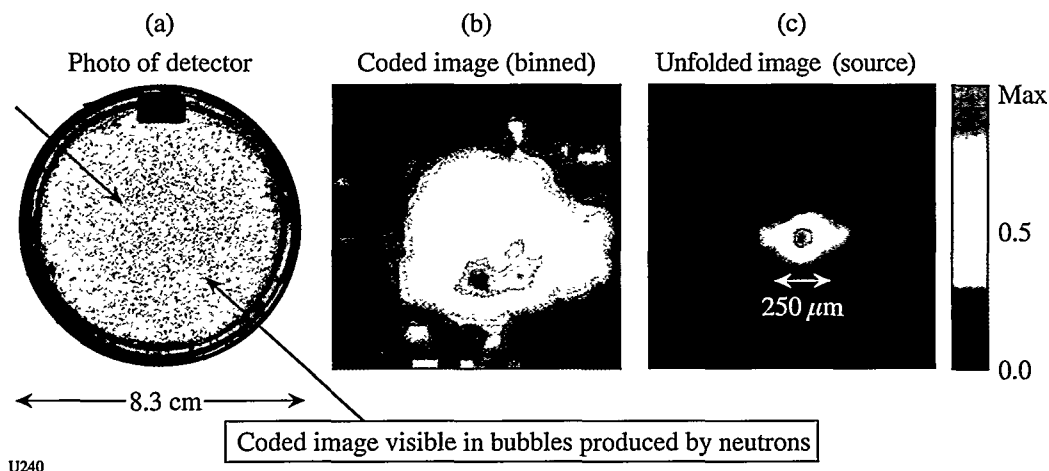 (a)
Photo of detector
(b)
Coded image (binned)
(c)
Unfolded image (source)
Max
0.5
0.0
250 μm
8.3 cm
Coded image visible in bubbles produced by neutrons
U240